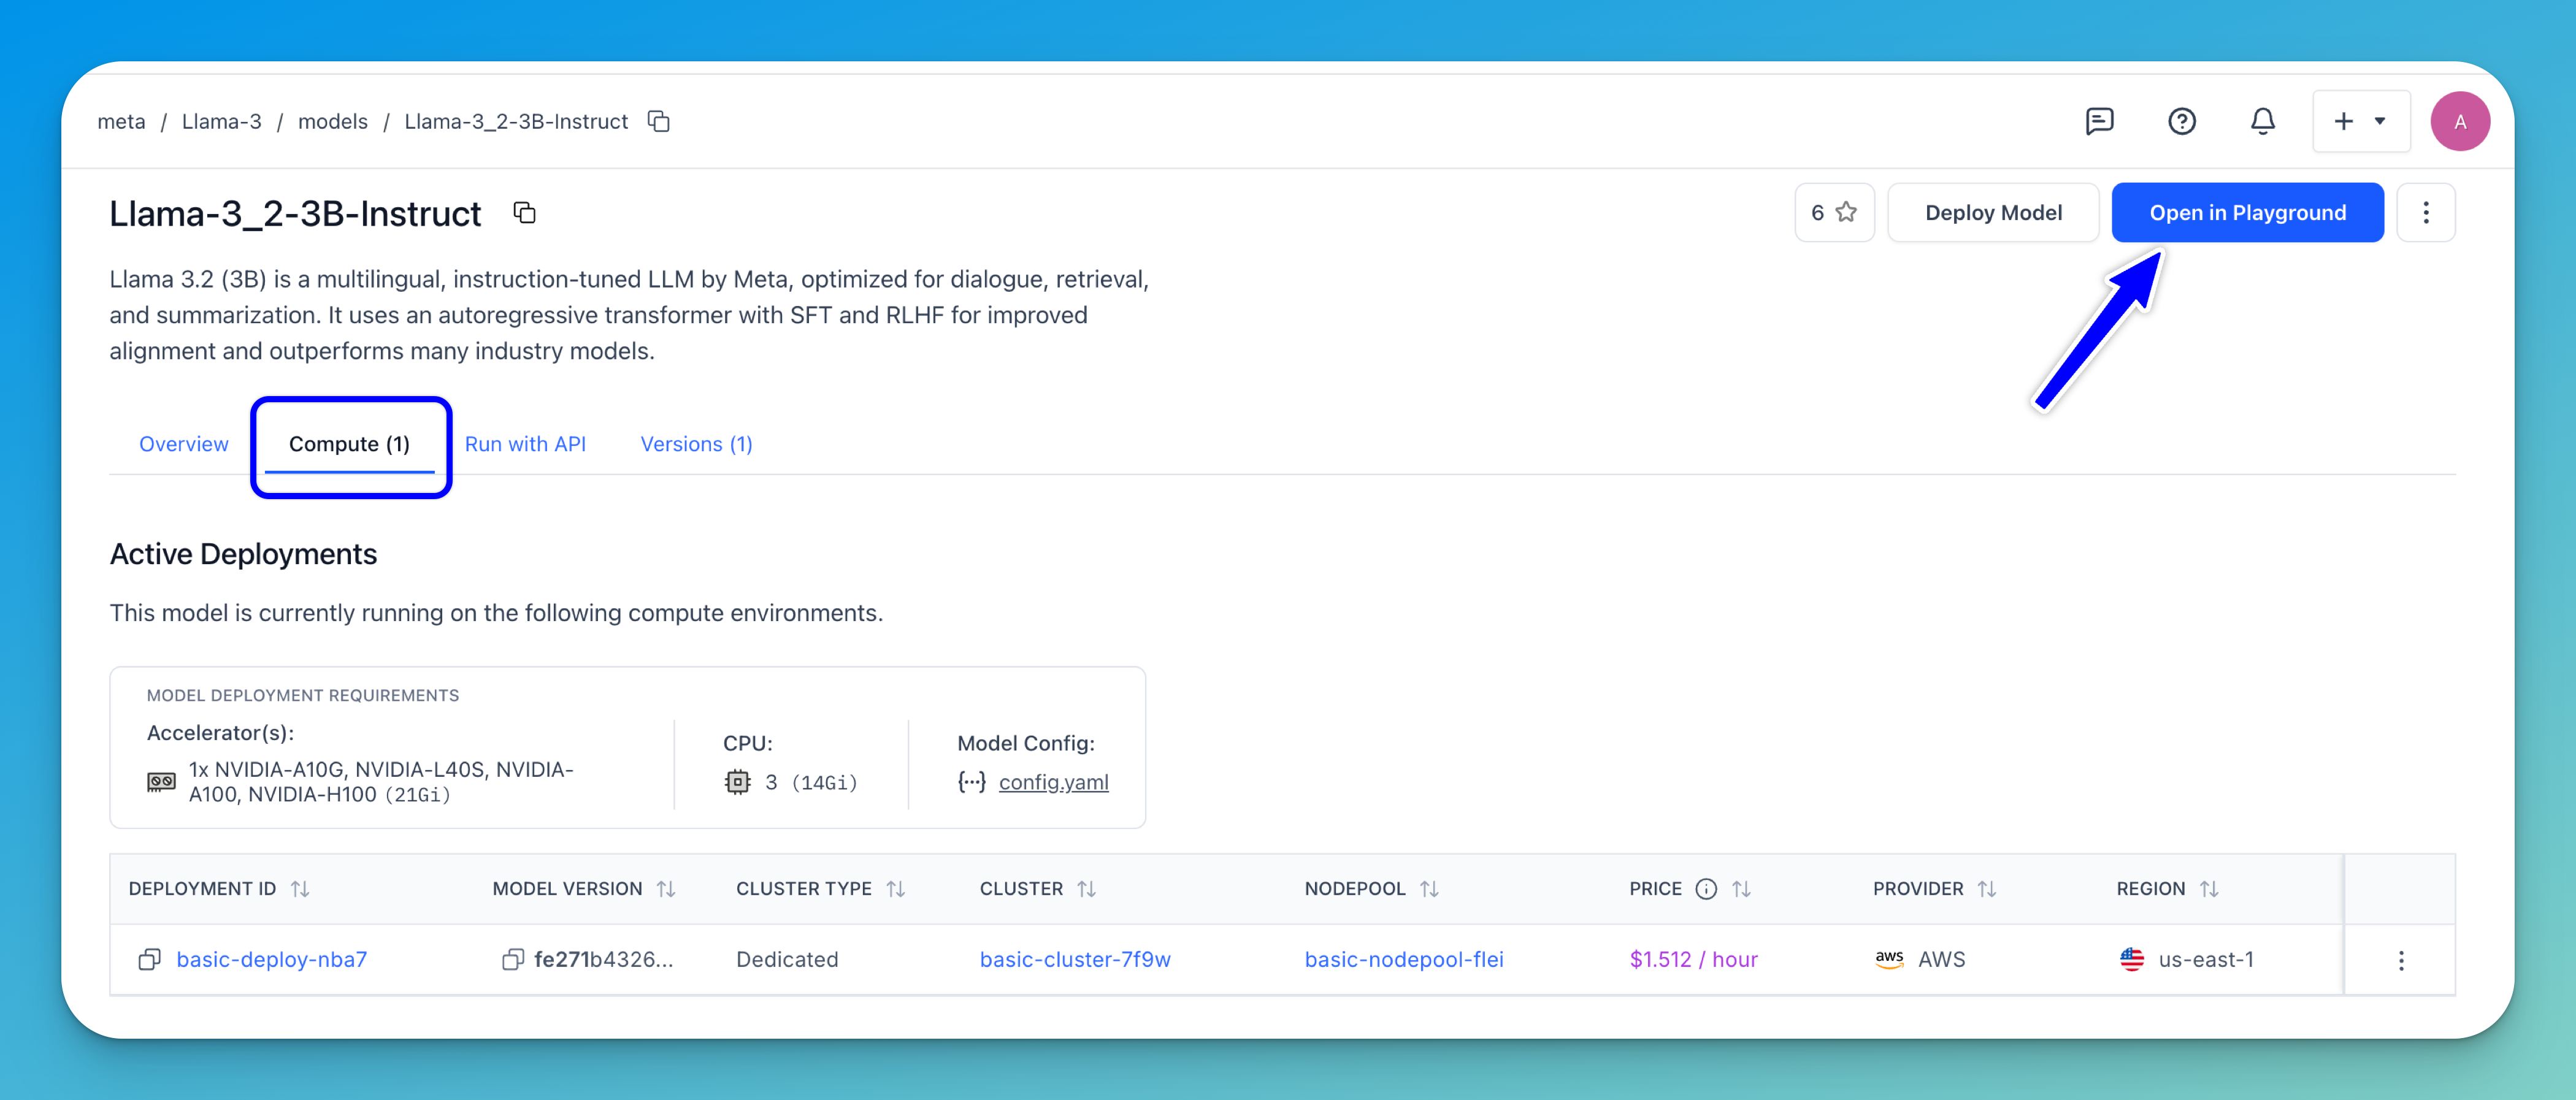 meta / Llama-3 / models / Llama-3_2-3B-Instruct
A
Llama-3_2-3B-Instruct
6
Deploy Model
Open in Playground
Llama 3.2 (3B) is a multilingual, instruction-tuned LLM by Meta, optimized for dialogue, retrieval,
and summarization. It uses an autoregressive transformer with SFT and RLHF for improved
alignment and outperforms many industry models.
Overview
Compute (1)
Run with API
Versions (1)
Active Deployments
This model is currently running on the following compute environments.
MODEL DEPLOYMENT REQUIREMENTS
Accelerator(s):
1x NVIDIA-A10G, NVIDIA-L40S, NVIDIA-
A100, NVIDIA-H100 (21Gi)
CPU:
3 (14Gi)
Model Config:
config.yaml
DEPLOYMENT ID MODEL VERSION CLUSTER TYPE CLUSTER NODEPOOL PRICE PROVIDER REGION
basic-deploy-nba7 fe271b4326... Dedicated basic-cluster-7f9w basic-nodepool-flei $1.512 / hour aws AWS us-east-1